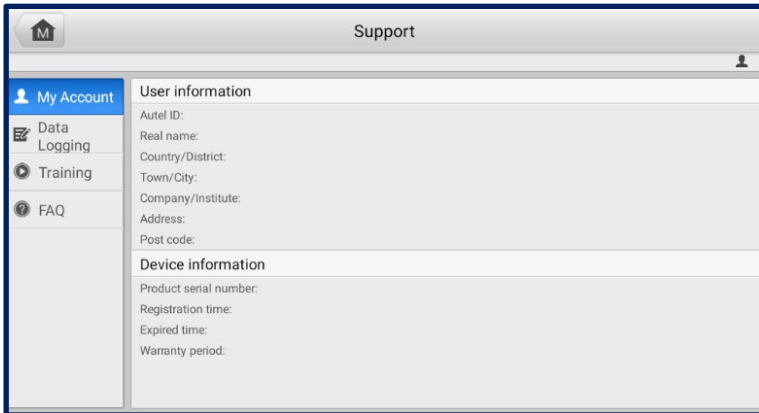 M
Support
My Account
Data
Logging
Training
FAQ
User information
Autel ID:
Real name:
Country/District:
Town/City:
Company/Institute:
Address:
Post code:
Device information
Product serial number:
Registration time:
Expired time:
Warranty period: